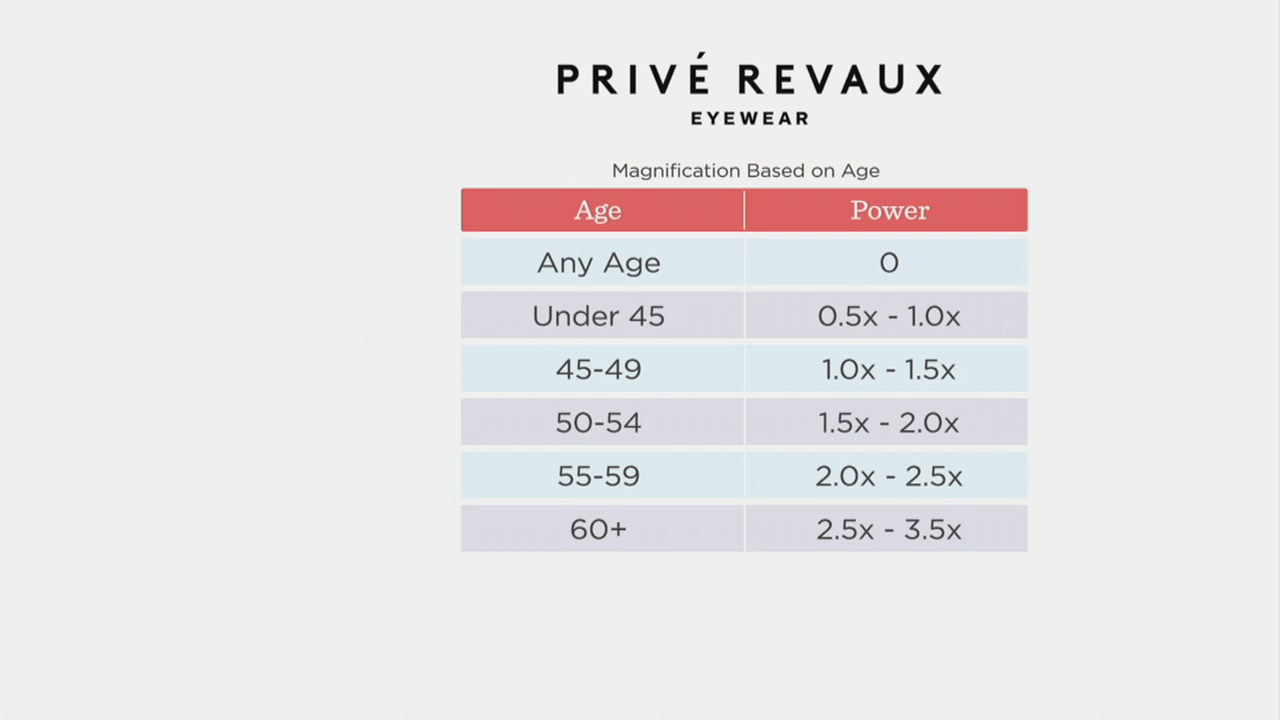 PRIVÉ REVAUX
EYEWEAR
Magnification Based on Age
Age Power
Any Age 0
Under 45 0.5x - 1.0x
45-49 1.0x - 1.5x
50-54 1.5x - 2.0x
55-59 2.0x - 2.5x
60+ 2.5x - 3.5x